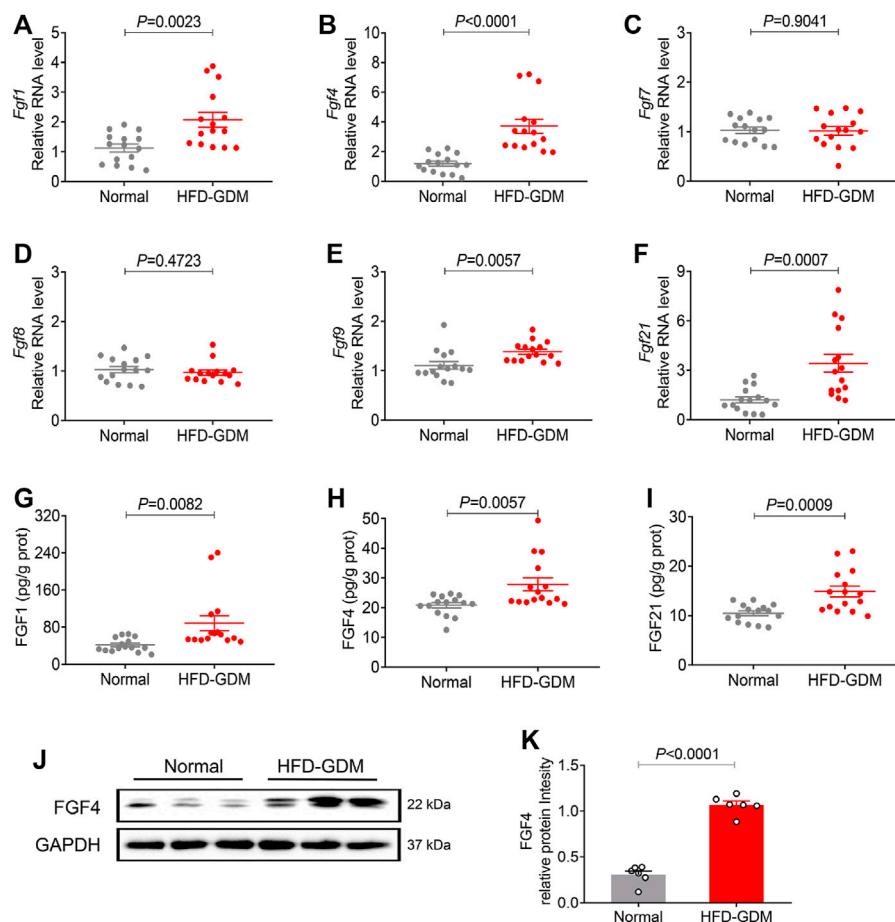 A
P=0.0023
Fgf1
Relative RNA level
5
4
3
2
1
0
Normal HFD-GDM
B
P<0.0001
Fgf4
Relative RNA level
10
8
6
4
2
0
Normal HFD-GDM
C
P=0.9041
Fgf7
Relative RNA level
3
2
1
0
Normal HFD-GDM
D
P=0.4723
Fgf8
Relative RNA level
3
2
1
0
Normal HFD-GDM
E
P=0.0057
Fgf9
Relative RNA level
3
2
1
0
Normal HFD-GDM
F
P=0.0007
Fgf21
Relative RNA level
9
6
3
0
Normal HFD-GDM
G
P=0.0082
FGF1 (pg/g prot)
320
240
160
80
0
Normal HFD-GDM
H
P=0.0057
FGF4 (pg/g prot)
50
40
30
20
10
0
Normal HFD-GDM
I
P=0.0009
FGF21 (pg/g prot)
30
20
10
0
Normal HFD-GDM
J
Normal HFD-GDM
FGF4 22 kDa
GAPDH 37 kDa
K
P<0.0001
FGF4
relative protein Intesity
1.5
1.0
0.5
0.0
Normal HFD-GDM